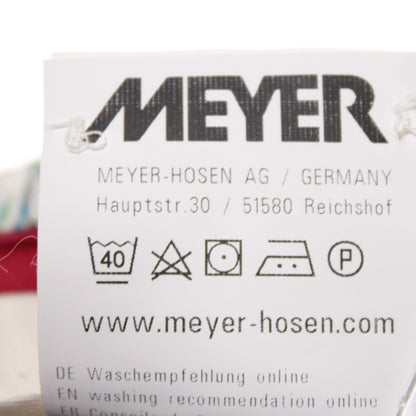 MEYER
MEYER-HOSEN AG / GERMANY
Hauptstr.30 / 51580 Reichshof
40 P
www.meyer-hosen.com
DE Waschempfehlung online
EN washing recommendation online